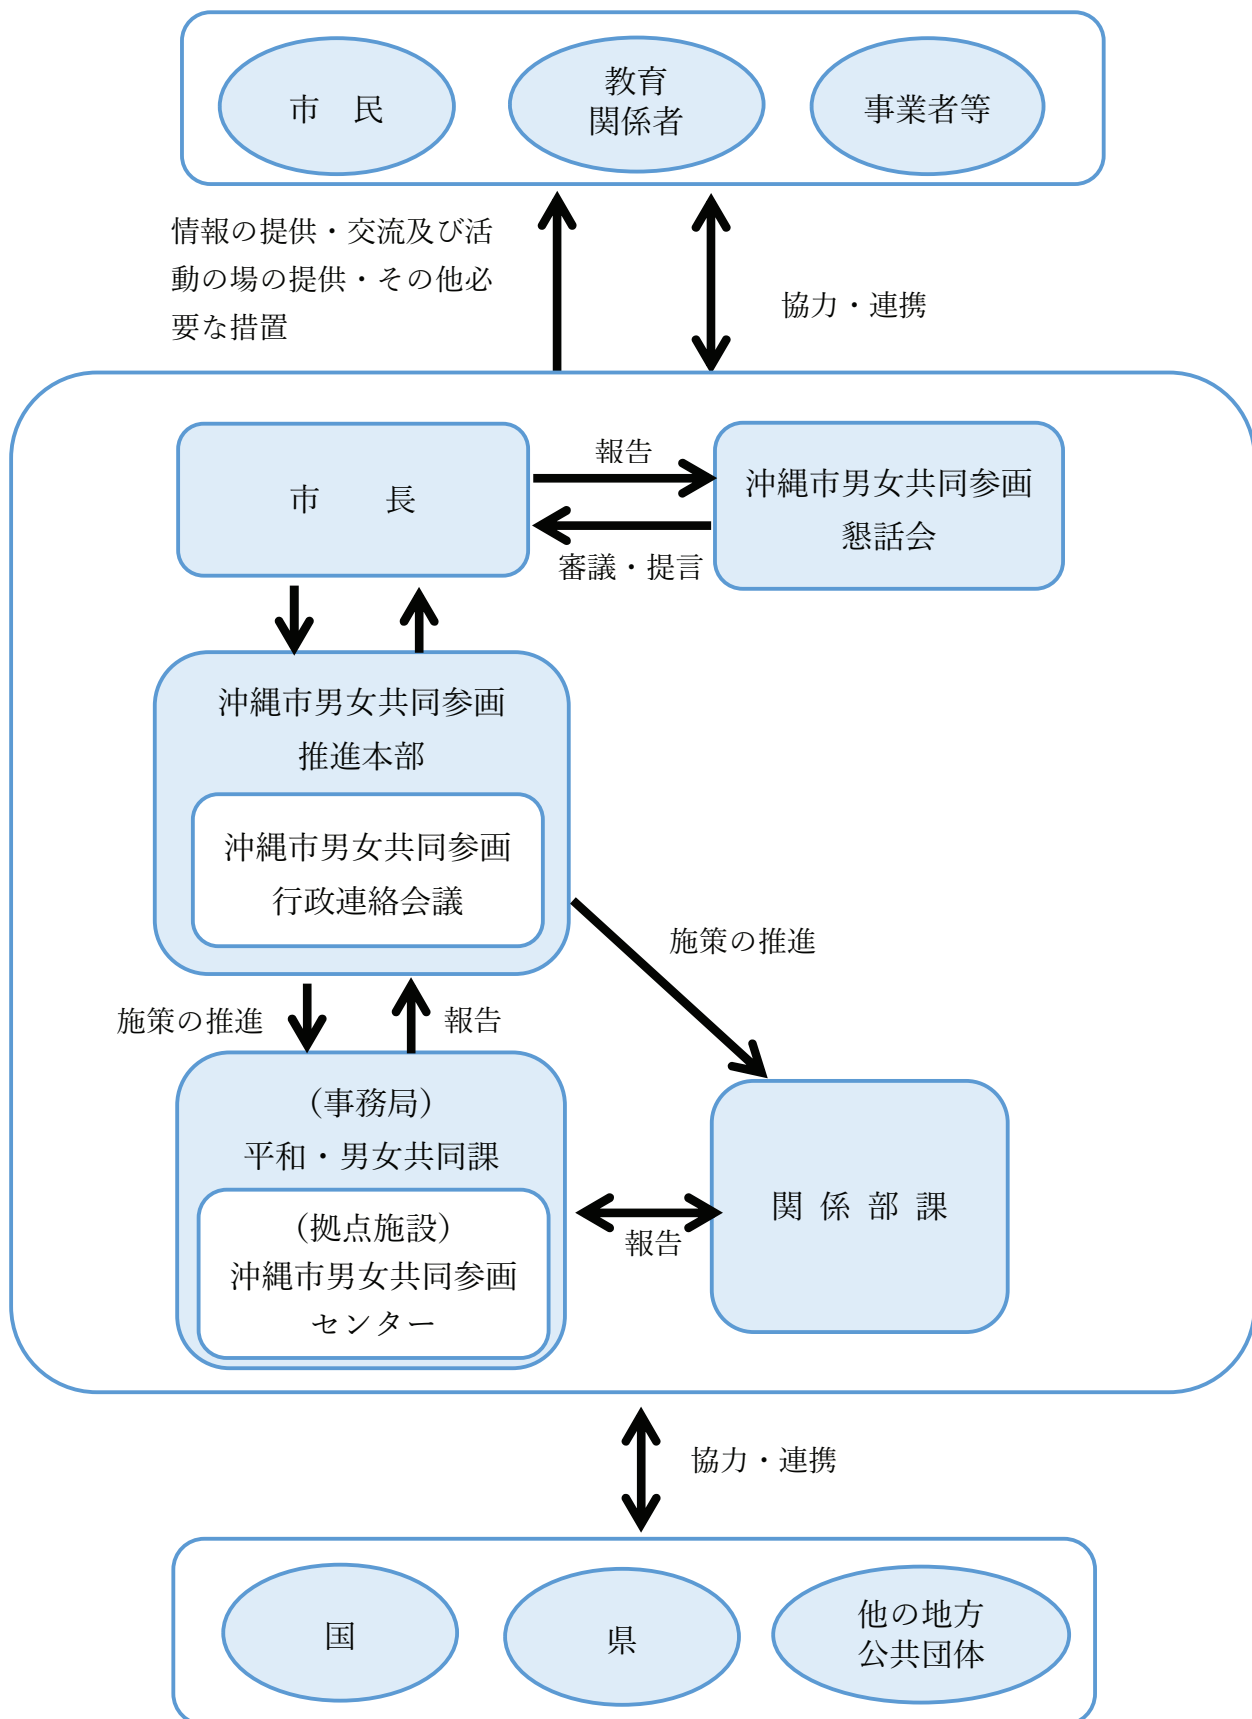 市　民
教育
関係者
事業者等
情報の提供・交流及び活
動の場の提供・その他必
要な措置
協力・連携
市　　長
報告
審議・提言
沖縄市男女共同参画
懇話会
沖縄市男女共同参画
推進本部
沖縄市男女共同参画
行政連絡会議
施策の推進
施策の推進
報告
（事務局）
平和・男女共同課
（拠点施設）
沖縄市男女共同参画
センター
報告
関 係 部 課
協力・連携
国
県
他の地方
公共団体